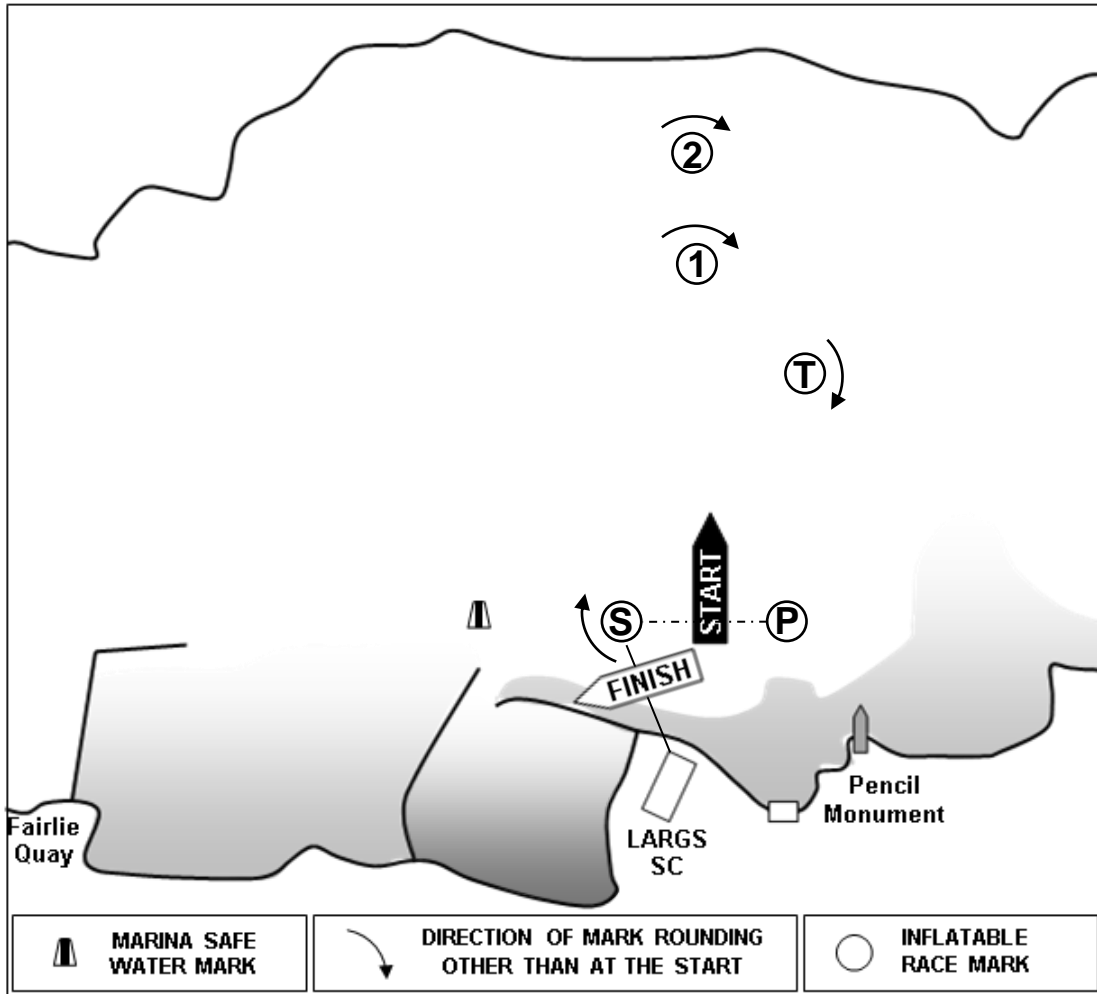 2
1
T
START
S
P
FINISH
Pencil
Monument
Fairlie
Quay
LARGS
SC
MARINA SAFE
WATER MARK
DIRECTION OF MARK ROUNDING
OTHER THAN AT THE START
INFLATABLE
RACE MARK